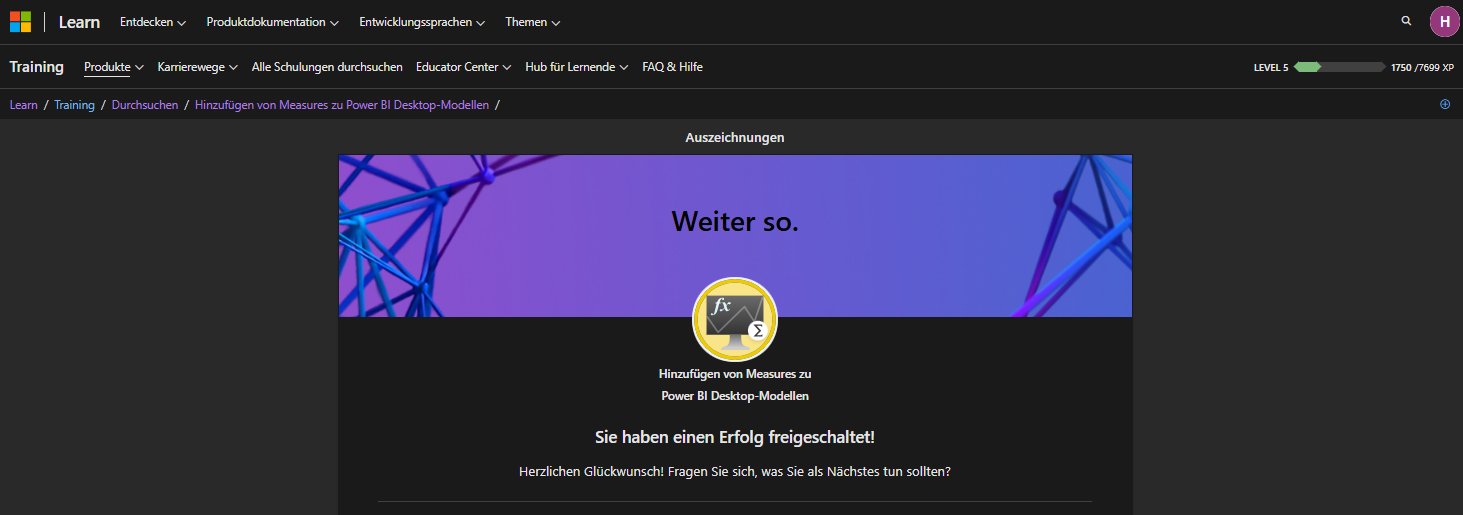 Learn Entdecken Produktdokumentation Entwicklungssprachen Themen H
Training Produkte Karrierewege Alle Schulungen durchsuchen Educator Center Hub für Lernende FAQ & Hilfe LEVEL 5 1750 /7699 XP
Learn / Training / Durchsuchen / Hinzufügen von Measures zu Power BI Desktop-Modellen /
Auszeichnungen
Weiter so.
fx
Σ
Hinzufügen von Measures zu
Power BI Desktop-Modellen
Sie haben einen Erfolg freigeschaltet!
Herzlichen Glückwunsch! Fragen Sie sich, was Sie als Nächstes tun sollten?